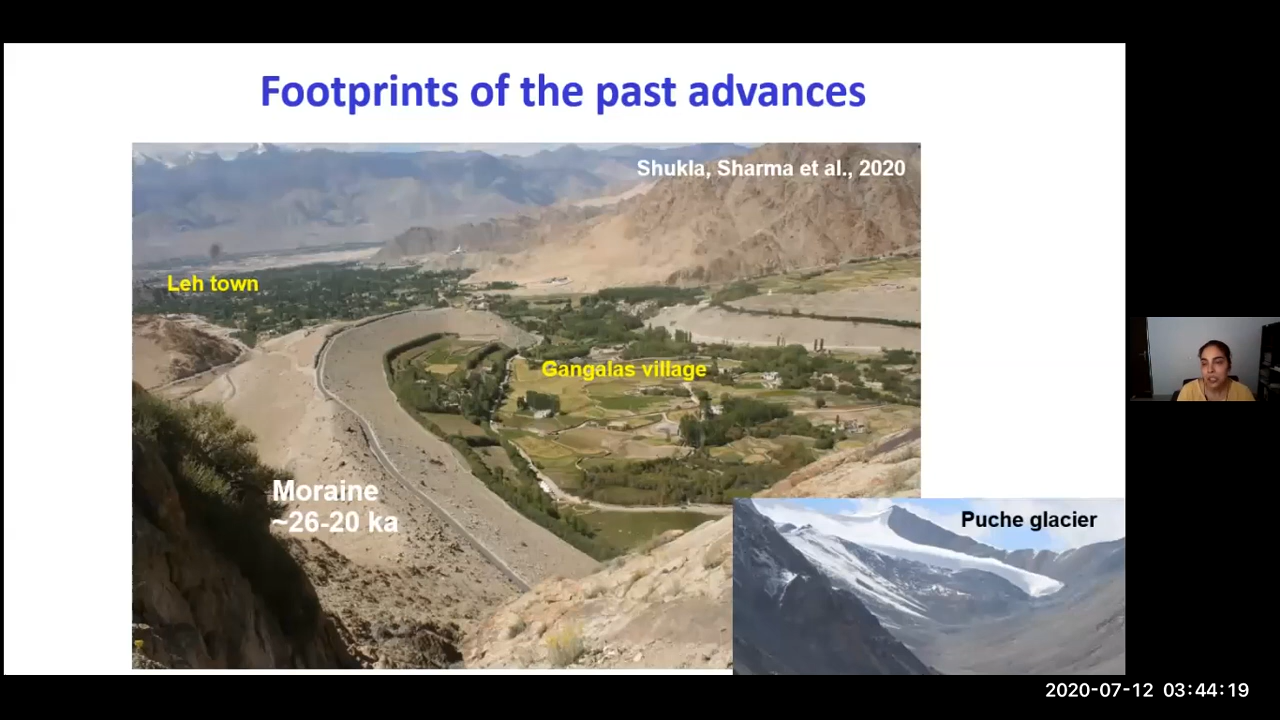 Footprints of the past advances
Shukla, Sharma et al., 2020
Leh town
Gangalas village
Moraine
~26-20 ka
Puche glacier
2020-07-12 03:44:19